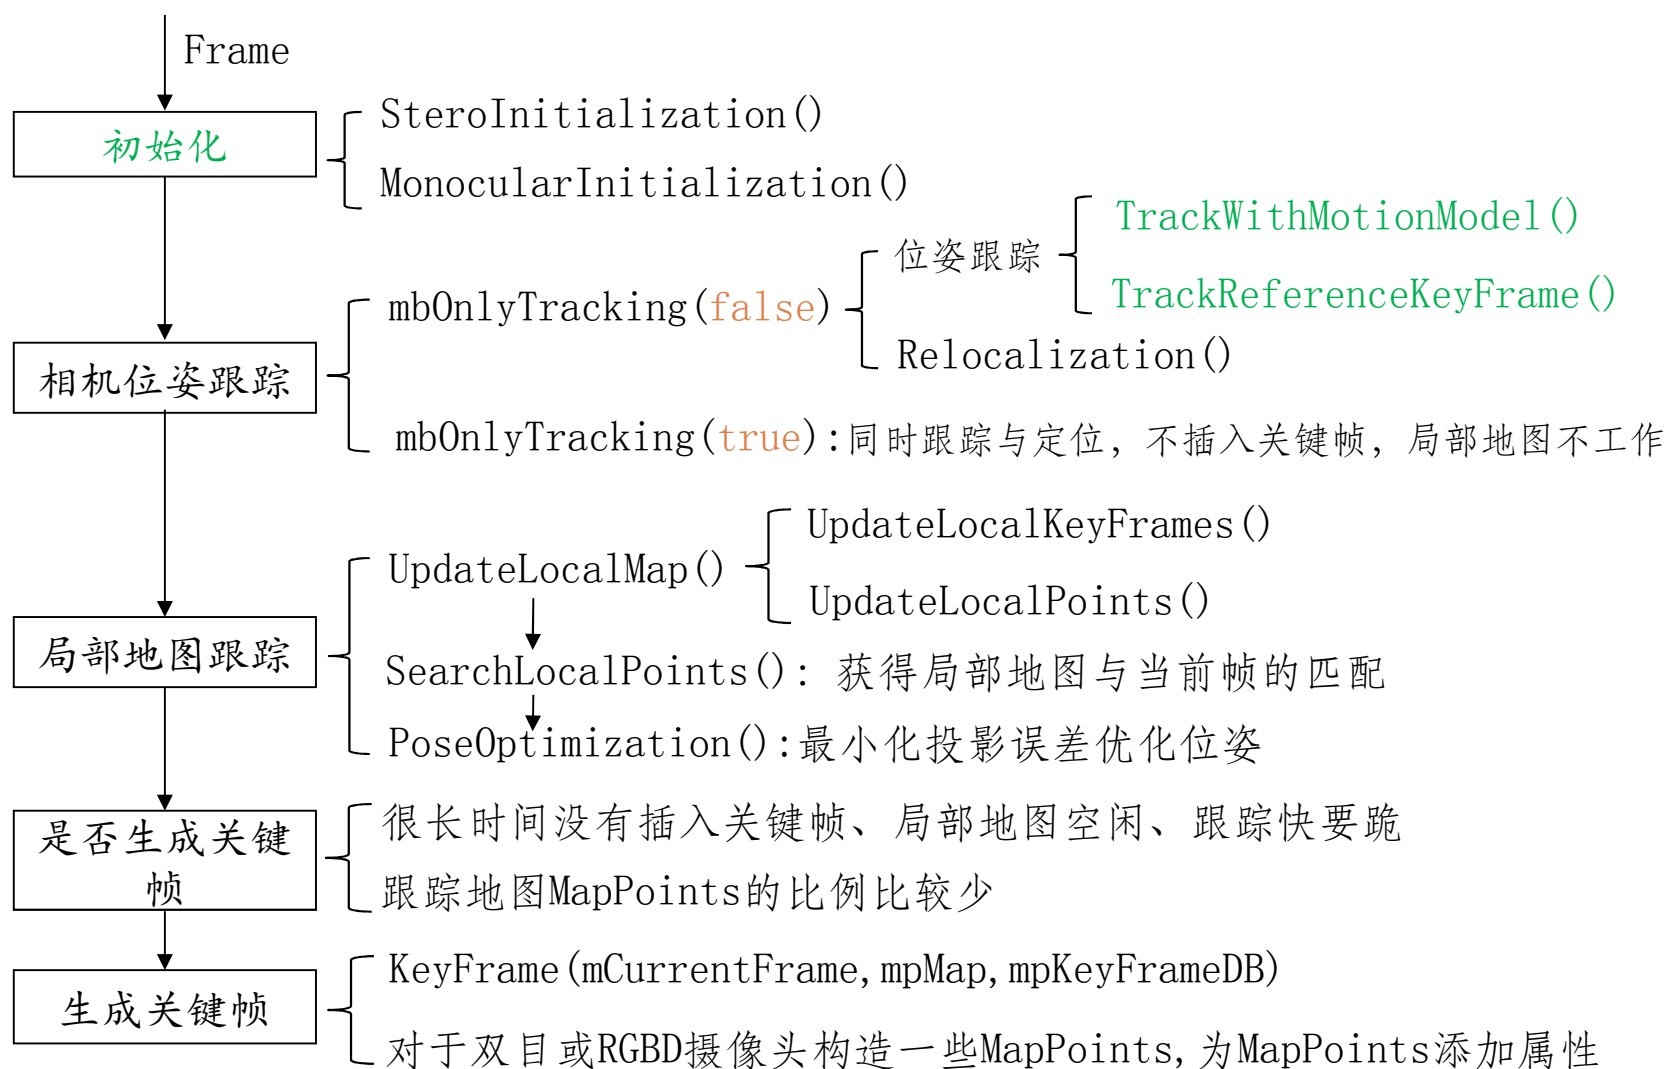 Frame
初始化
SteroInitialization()
MonocularInitialization()
相机位姿跟踪
mbOnlyTracking(false)
位姿跟踪
TrackWithMotionModel()
TrackReferenceKeyFrame()
Relocalization()
mbOnlyTracking(true):同时跟踪与定位，不插入关键帧，局部地图不工作
局部地图跟踪
UpdateLocalMap()
UpdateLocalKeyFrames()
UpdateLocalPoints()
SearchLocalPoints(): 获得局部地图与当前帧的匹配
PoseOptimization():最小化投影误差优化位姿
是否生成关键
帧
很长时间没有插入关键帧、局部地图空闲、跟踪快要跪
跟踪地图MapPoints的比例比较少
生成关键帧
KeyFrame(mCurrentFrame,mpMap,mpKeyFrameDB)
对于双目或RGBD摄像头构造一些MapPoints,为MapPoints添加属性